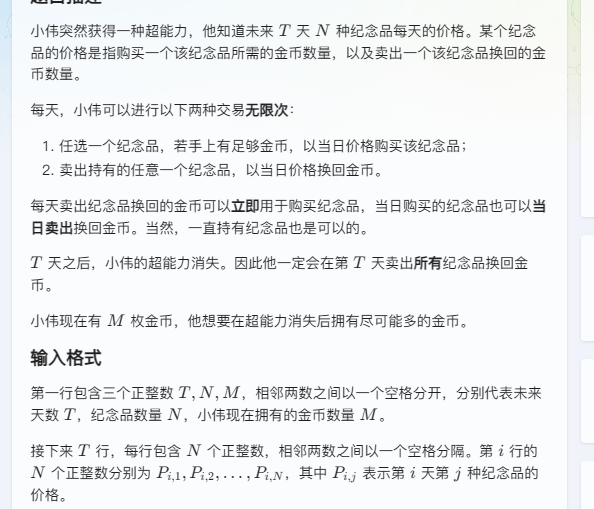 小伟突然获得一种超能力，他知道未来 T 天 N 种纪念品每天的价格。某个纪念
品的价格是指购买一个该纪念品所需的金币数量，以及卖出一个该纪念品换回的金
币数量。
每天，小伟可以进行以下两种交易无限次：
1. 任选一个纪念品，若手上有足够金币，以当日价格购买该纪念品；
2. 卖出持有的任意一个纪念品，以当日价格换回金币。
每天卖出纪念品换回的金币可以立即用于购买纪念品，当日购买的纪念品也可以当
日卖出换回金币。当然，一直持有纪念品也是可以的。
T 天之后，小伟的超能力消失。因此他一定会在第 T 天卖出所有纪念品换回金
币。
小伟现在有 M 枚金币，他想要在超能力消失后拥有尽可能多的金币。
输入格式
第一行包含三个正整数 T, N, M，相邻两数之间以一个空格分开，分别代表未来
天数 T，纪念品数量 N，小伟现在拥有的金币数量 M。
接下来 T 行，每行包含 N 个正整数，相邻两数之间以一个空格分隔。第 i 行的
N 个正整数分别为 P_{i,1}, P_{i,2}, . . . , P_{i,N}，其中 P_{i,j} 表示第 i 天第 j 种纪念品的
价格。